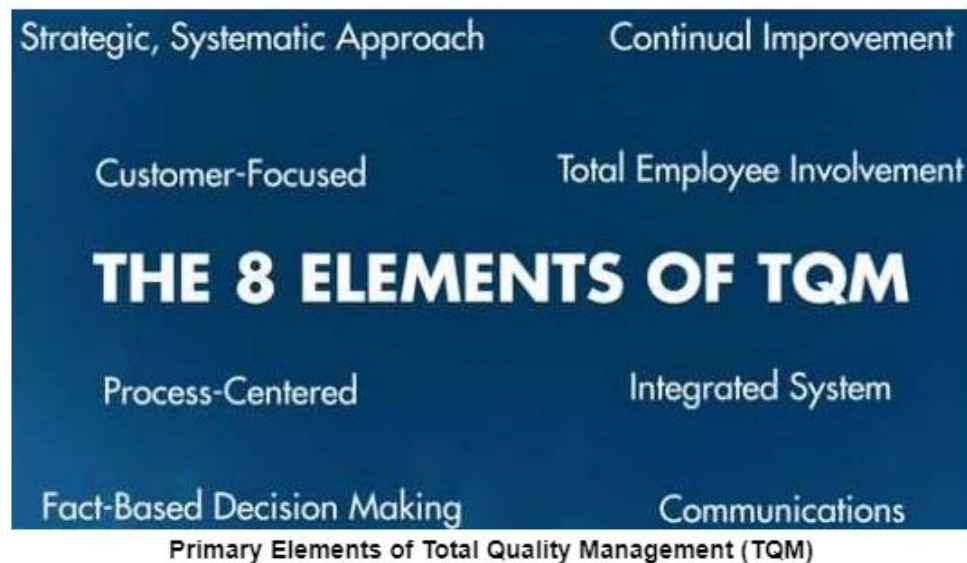 Strategic, Systematic Approach
Continual Improvement
Customer-Focused
Total Employee Involvement
THE 8 ELEMENTS OF TQM
Process-Centered
Integrated System
Fact-Based Decision Making
Communications
Primary Elements of Total Quality Management (TQM)